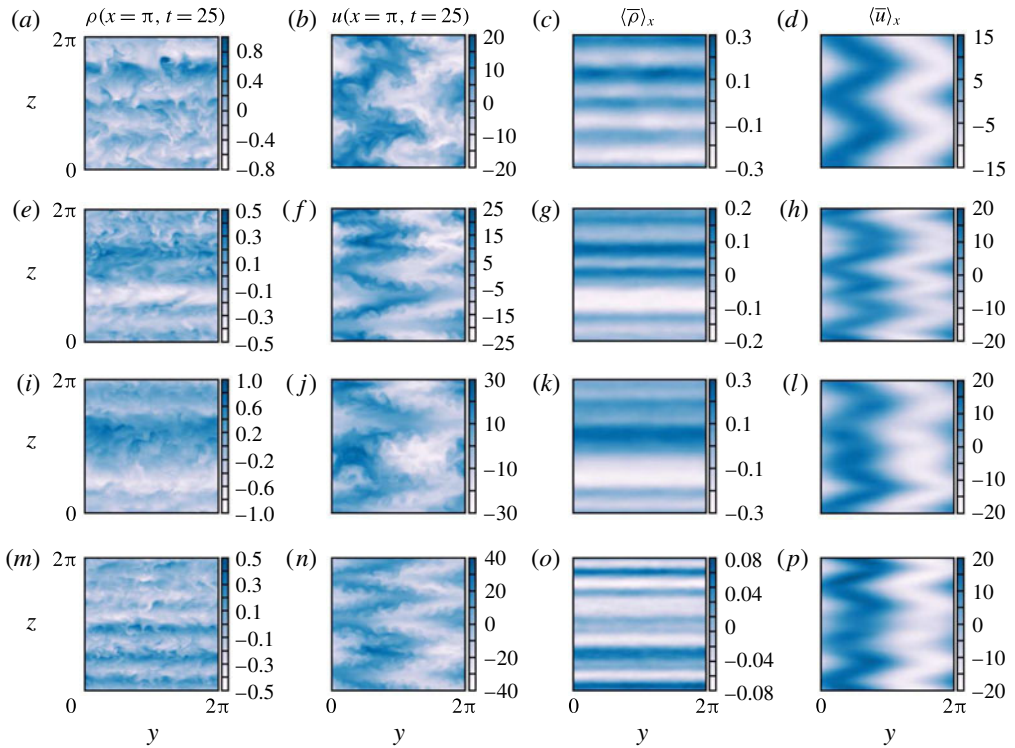 (a) ρ(x = π, t = 25) (b) u(x = π, t = 25) (c) ⟨ρ̅⟩x (d) ⟨u̅⟩x
2π 0.8 20 0.3 15
0.4 10 0.1 5
z 0 0
−0.4 −10 −0.1 −5
0 −0.8 −20 −0.3 −15
(e) (f) (g) (h)
2π 0.5 25 0.2 20
0.3 15 0.1 10
z 0.1 5 0 0
−0.1 −5
−0.3 −15 −0.1 −10
0 −0.5 −25 −0.2 −20
(i) (j) (k) (l)
2π 1.0 30 0.3 20
0.6 10 0.1 10
z 0.2 0
−0.2 −10 −0.1 −10
−0.6
0 −1.0 −30 −0.3 −20
(m) (n) (o) (p)
2π 0.5 40 0.08 20
0.3 20 0.04 10
z 0.1 0 0 0
−0.1
−0.3 −20 −0.04 −10
0 −0.5 −40 −0.08 −20
0 2π 0 2π 0 2π 0 2π
y y y y